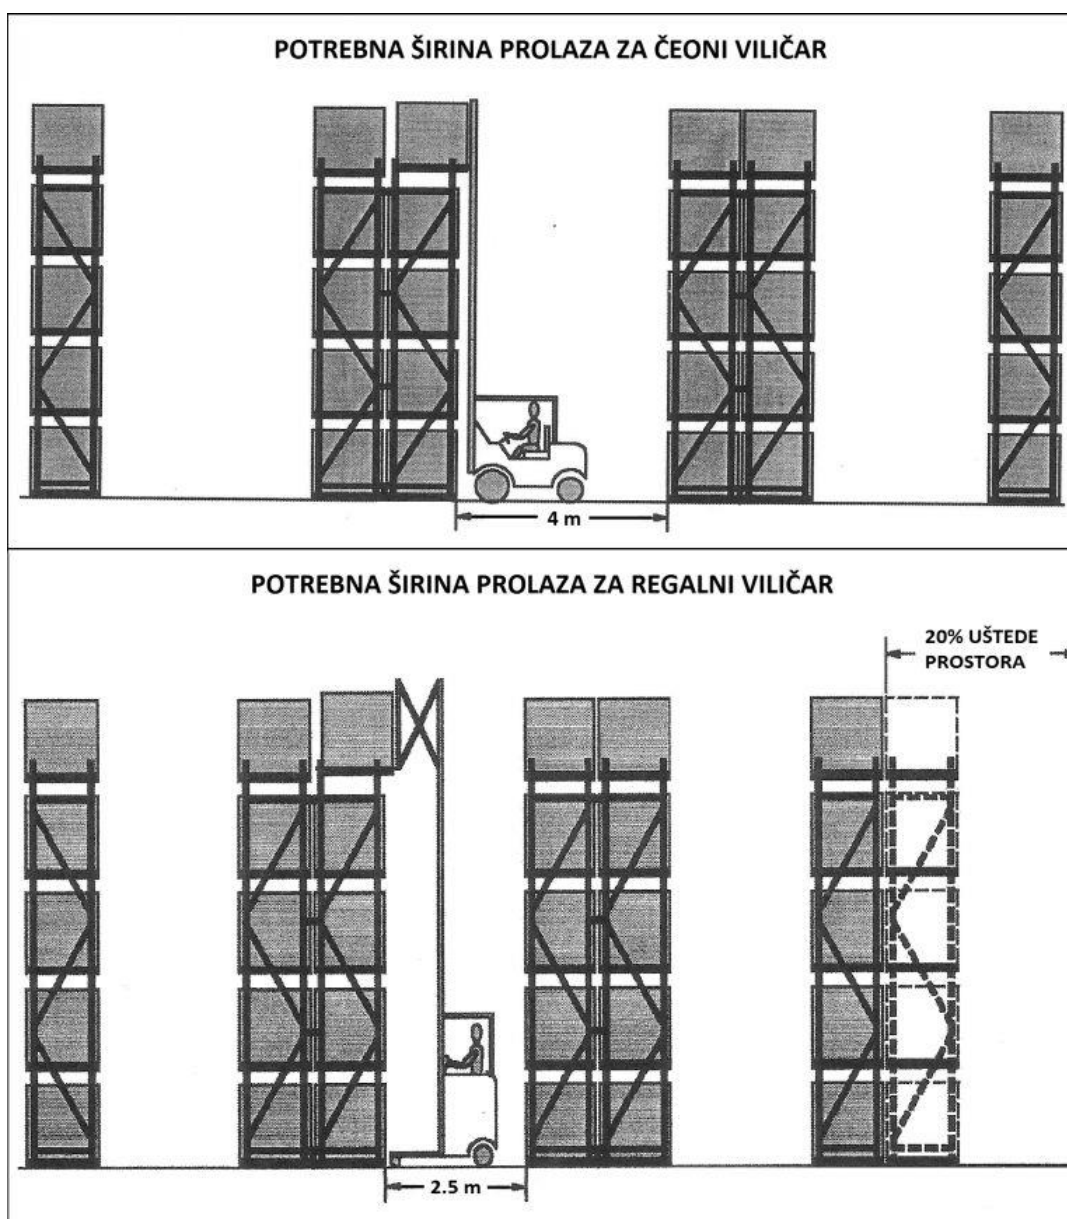 POTREBNA ŠIRINA PROLAZA ZA ČEONI VILIČAR
4 m
POTREBNA ŠIRINA PROLAZA ZA REGALNI VILIČAR
20% UŠTEDE
PROSTORA
2.5 m